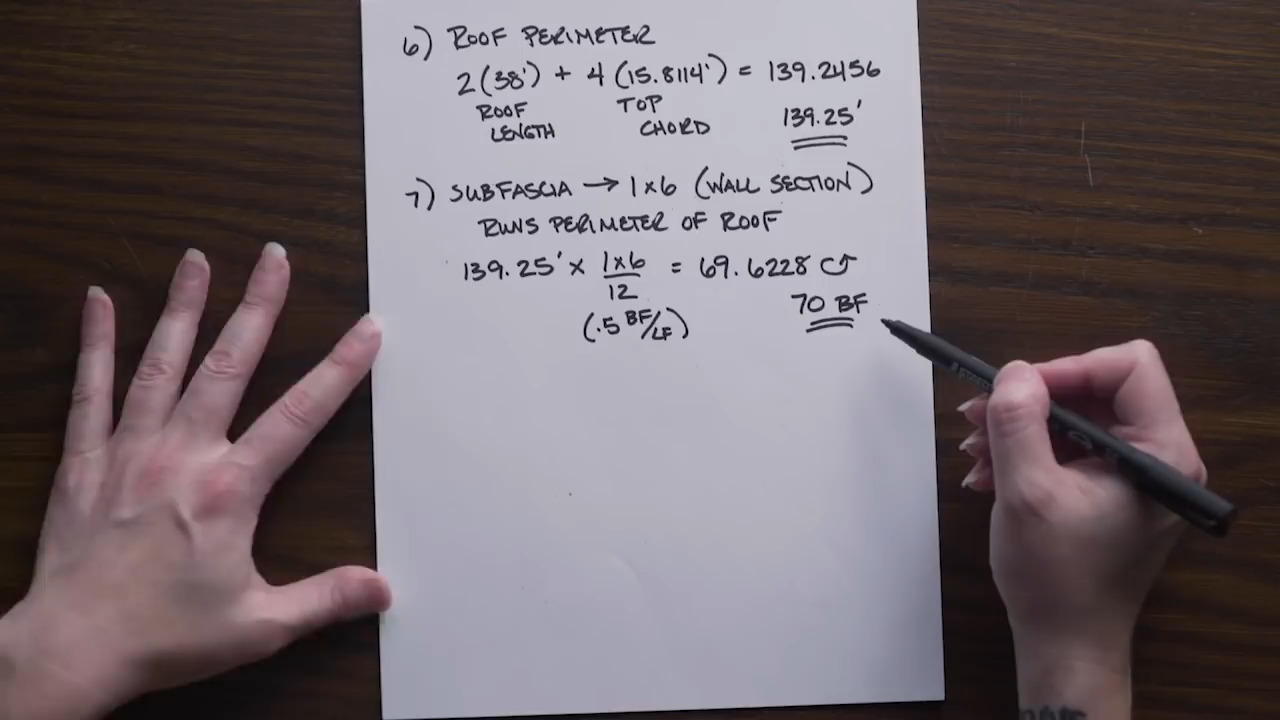 6) ROOF PERIMETER
2(38') + 4(15.8114') = 139.2456
ROOF LENGTH TOP CHORD 139.25'
7) SUBFASCIA → 1x6 (WALL SECTION)
RUNS PERIMETER OF ROOF
139.25' x 1x6/12 = 69.6228
(.5 BF/LF) 70 BF